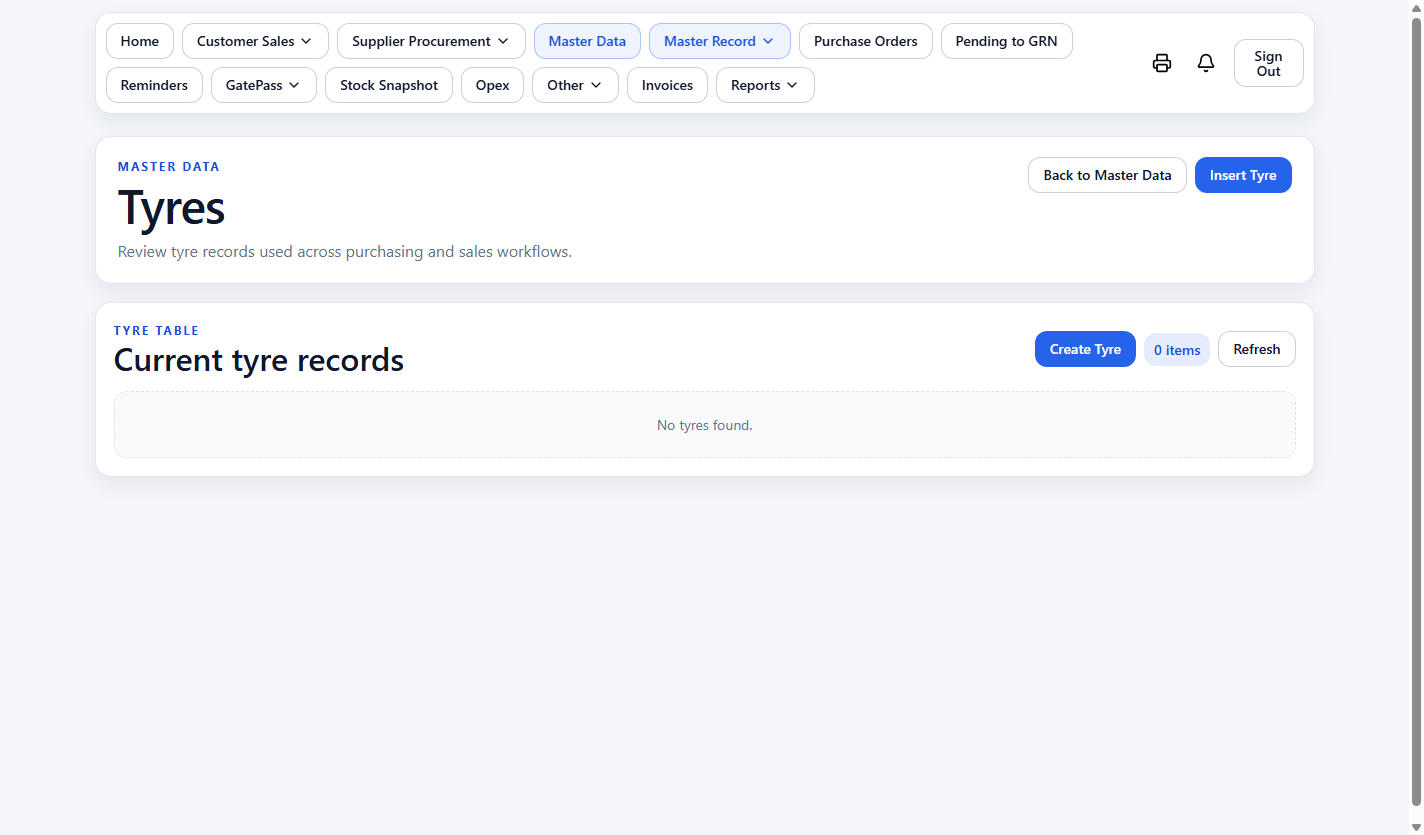 Home Customer Sales Supplier Procurement Master Data Master Record Purchase Orders Pending to GRN
Reminders GatePass Stock Snapshot Opex Other Invoices Reports
Sign
Out
MASTER DATA
Back to Master Data Insert Tyre
Tyres
Review tyre records used across purchasing and sales workflows.
TYRE TABLE
Current tyre records
Create Tyre 0 items Refresh
No tyres found.